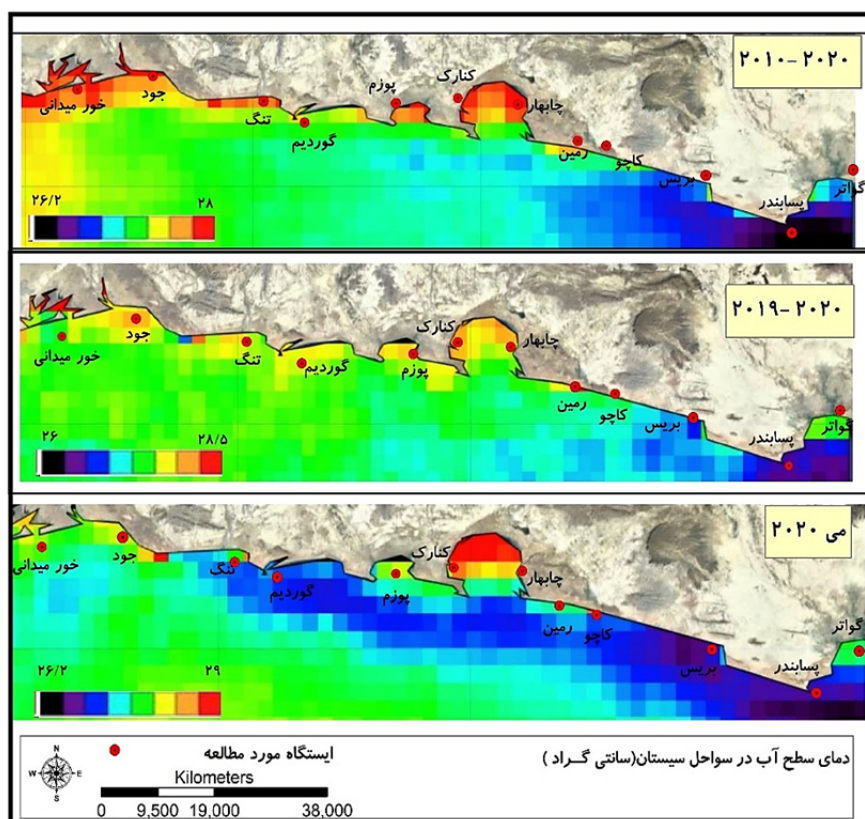 ۲۰۱۰ -۲۰۲۰
خور میدانی
جود
تنگ
گوردیم
پوزم
کنارک
چابهار
رمین
کاچو
بریس
پسابندر
گواتر
۲۶/۲
۲۸
۲۰۱۹ -۲۰۲۰
خور میدانی
جود
تنگ
گوردیم
پوزم
کنارک
چابهار
رمین
کاچو
بریس
پسابندر
گواتر
۲۶
۲۸/۵
می ۲۰۲۰
خور میدانی
جود
تنگ
گوردیم
پوزم
کنارک
چابهار
رمین
کاچو
بریس
پسابندر
گواتر
۲۶/۲
۲۹
دمای سطح آب در سواحل سیستان(سانتی گـراد )
ایستگاه مورد مطالعه
N
W
E
S
Kilometers
0 9,500 19,000 38,000